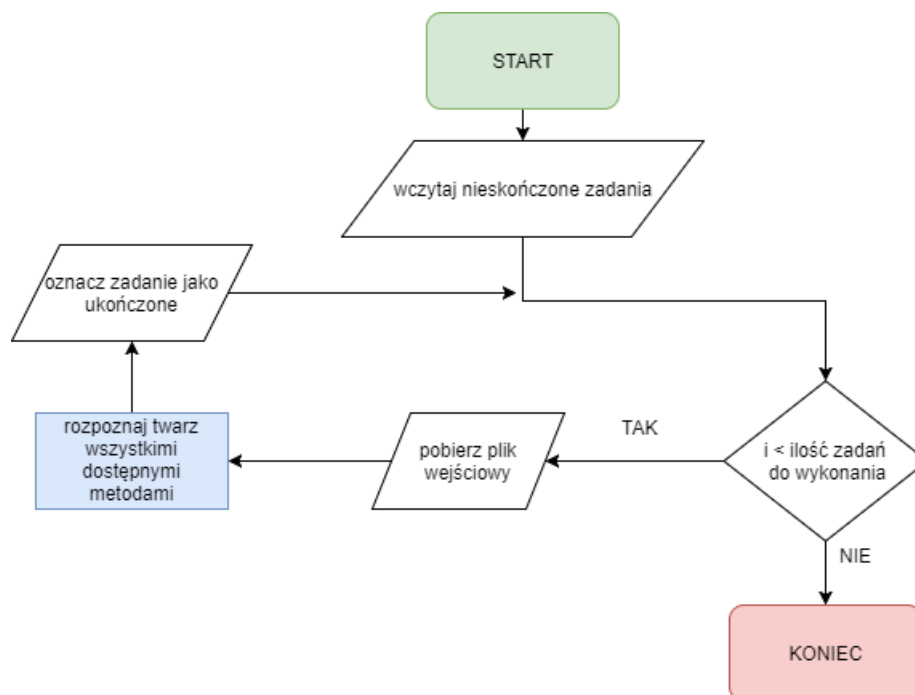 START
wczytaj nieskończone zadania
oznacz zadanie jako
ukończone
rozpoznaj twarz
wszystkimi
dostępnymi
metodami
pobierz plik
wejściowy
TAK
i < ilość zadań
do wykonania
NIE
KONIEC